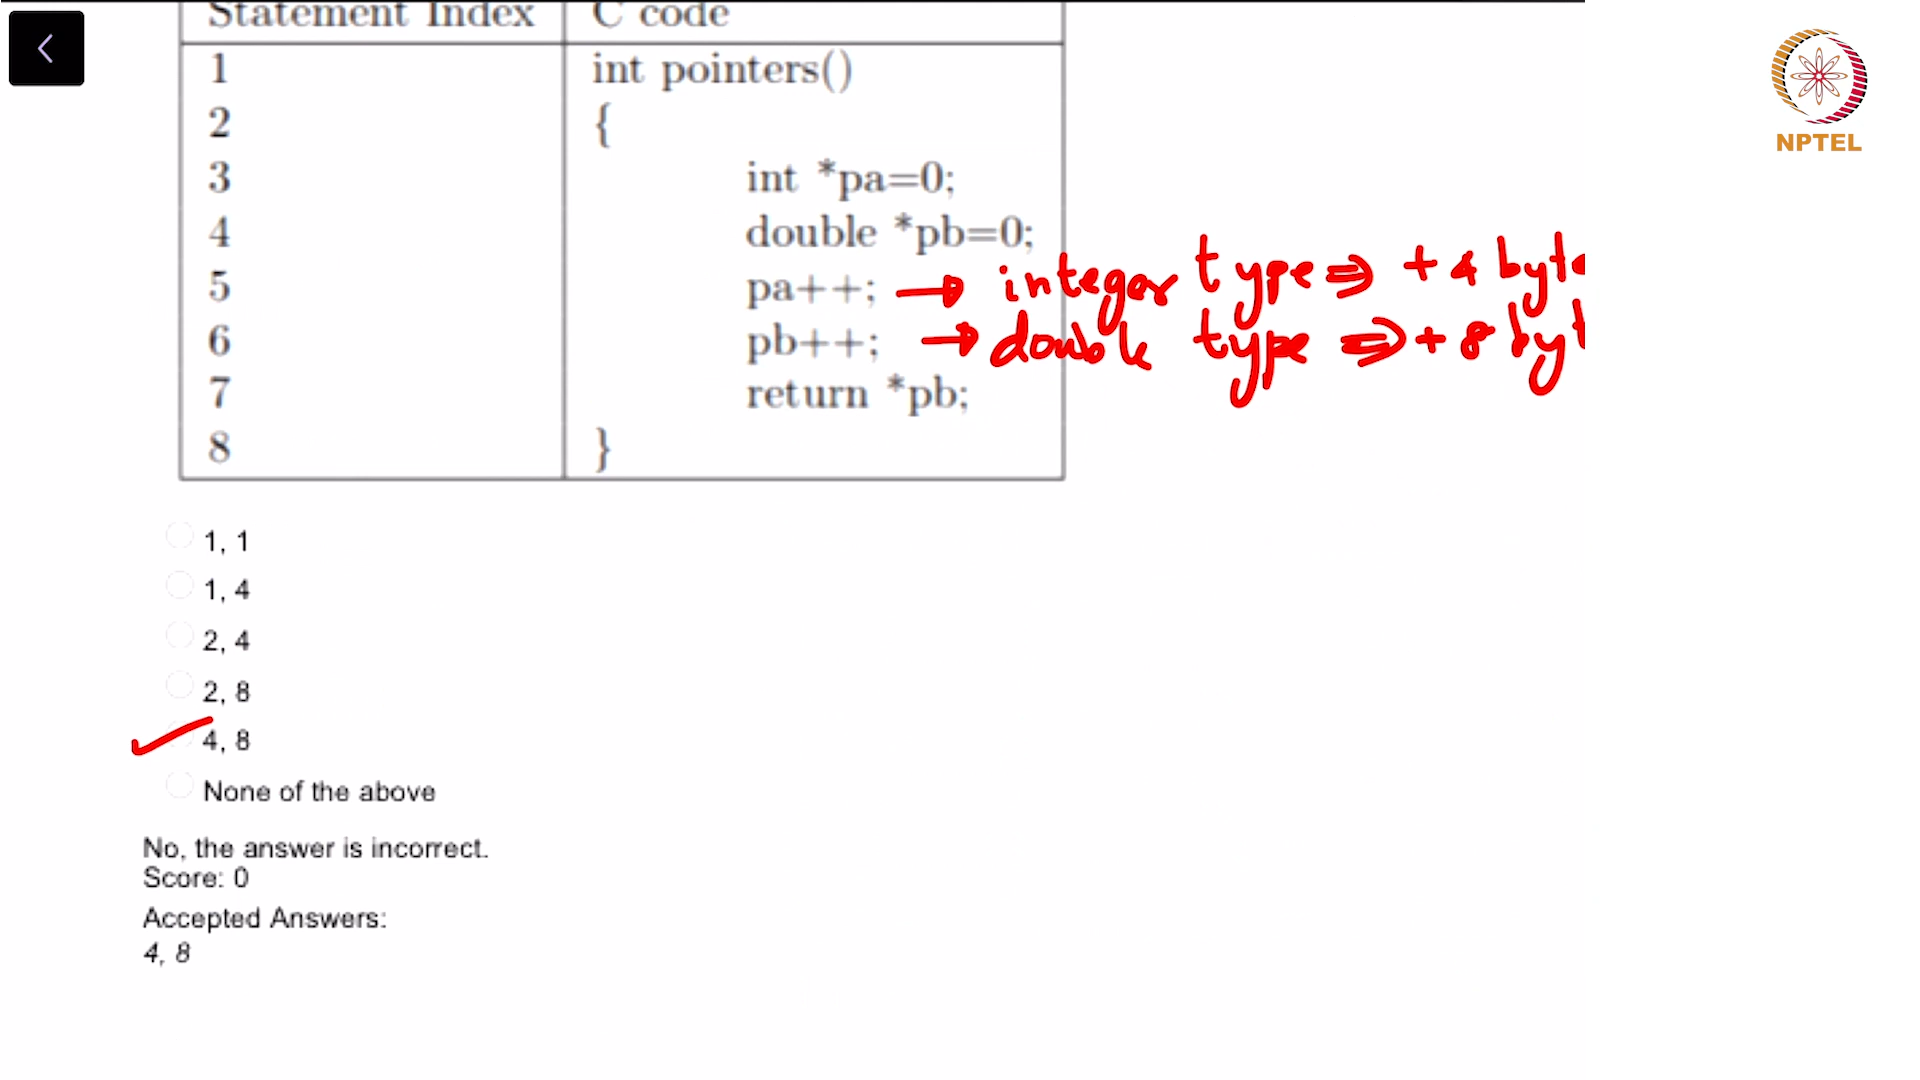 Statement Index C code
1 int pointers()
2 {
3 int *pa=0;
4 double *pb=0;
5 pa++; → integer type ⇒ +4 byte
6 pb++; → double type ⇒ +8 byt
7 return *pb;
8 }
1, 1
1, 4
2, 4
2, 8
4, 8
None of the above
No, the answer is incorrect.
Score: 0
Accepted Answers:
4, 8
NPTEL